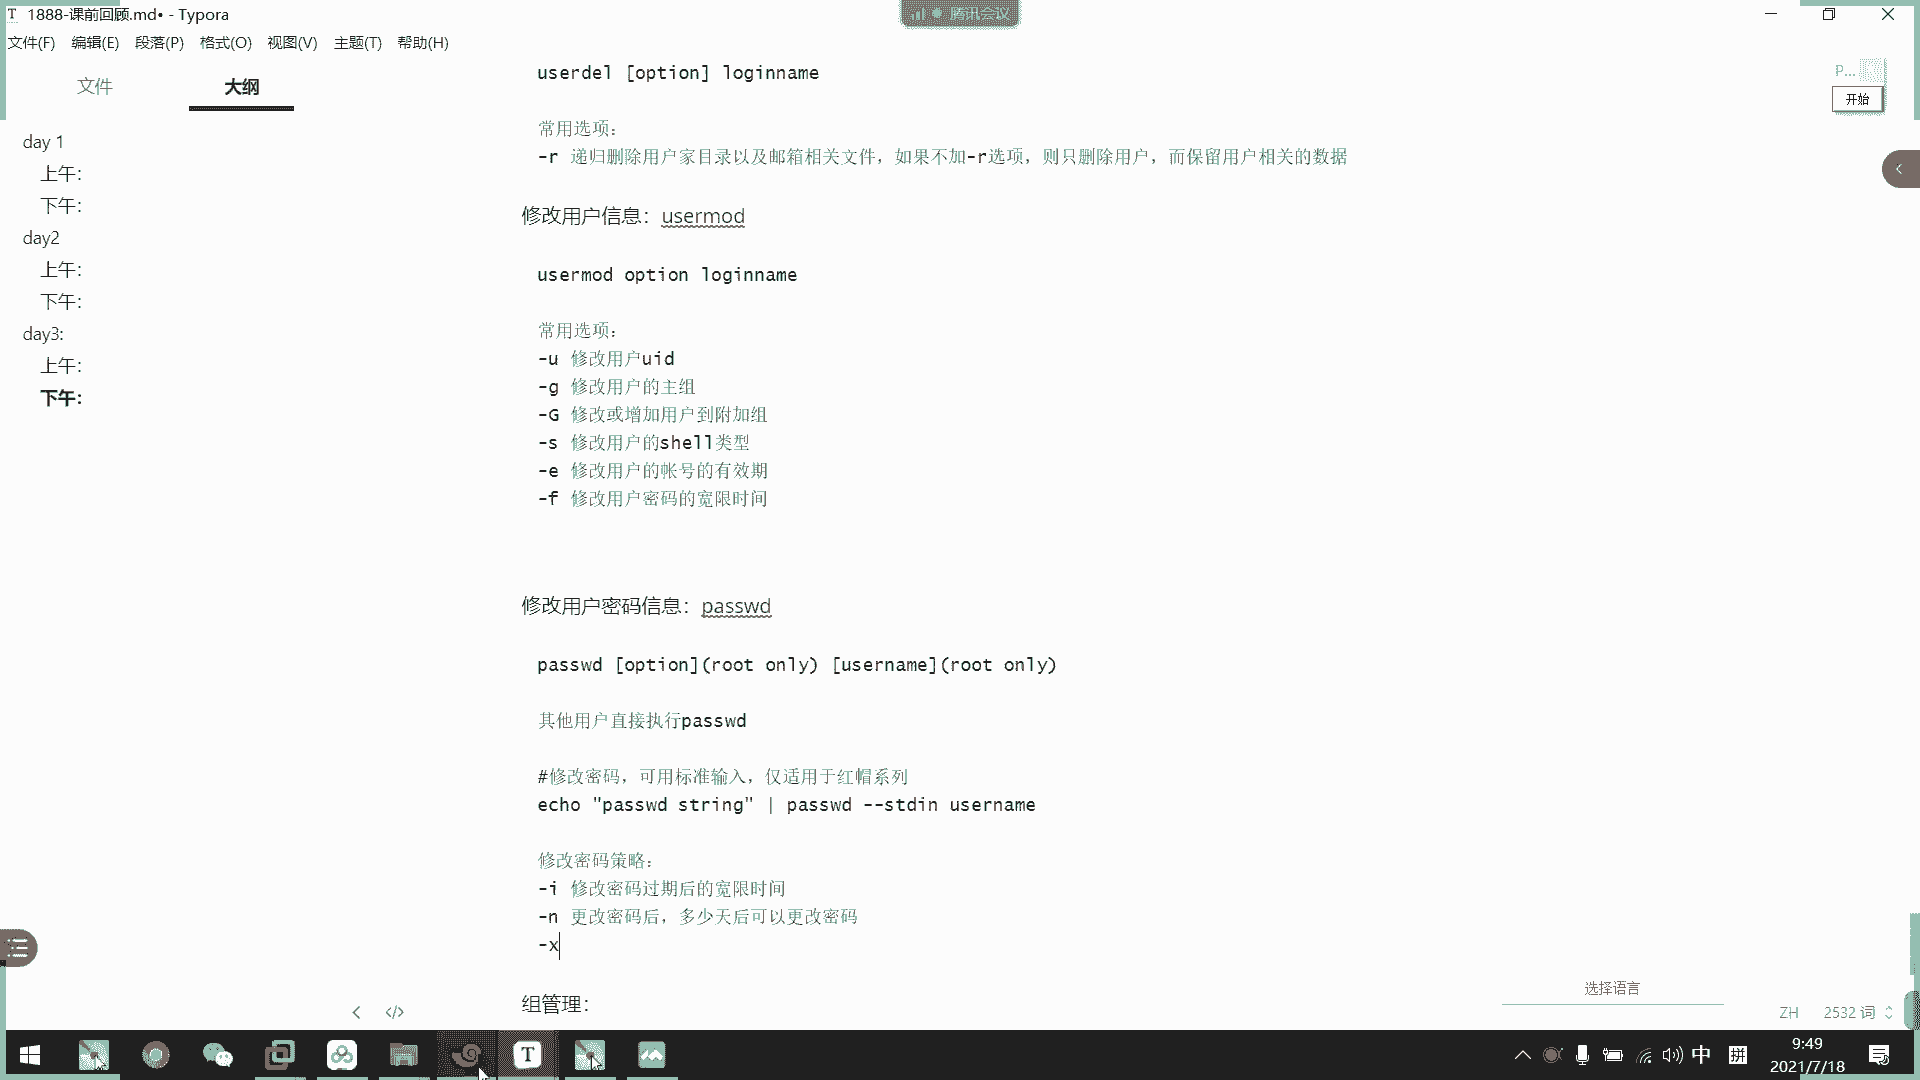 1888-课前回顾.md• - Typora
腾讯会议
文件(F) 编辑(E) 段落(P) 格式(O) 视图(V) 主题(T) 帮助(H)
文件 大纲
day 1
上午：
下午：
day2
上午：
下午：
day3:
上午：
下午：
userdel [option] loginname
常用选项：
-r 递归删除用户家目录以及邮箱相关文件，如果不加-r选项，则只删除用户，而保留用户相关的数据
修改用户信息：usermod
usermod option loginname
常用选项：
-u 修改用户uid
-g 修改用户的主组
-G 修改或增加用户到附加组
-s 修改用户的shell类型
-e 修改用户的帐号的有效期
-f 修改用户密码的宽限时间
修改用户密码信息：passwd
passwd [option](root only) [username](root only)
其他用户直接执行passwd
#修改密码，可用标准输入，仅适用于红帽系列
echo "passwd string" | passwd --stdin username
修改密码策略：
-i 修改密码过期后的宽限时间
-n 更改密码后，多少天后可以更改密码
-x
组管理：
P...
开始
选择语言
ZH 2532 词
中 拼
9:49
2021/7/18